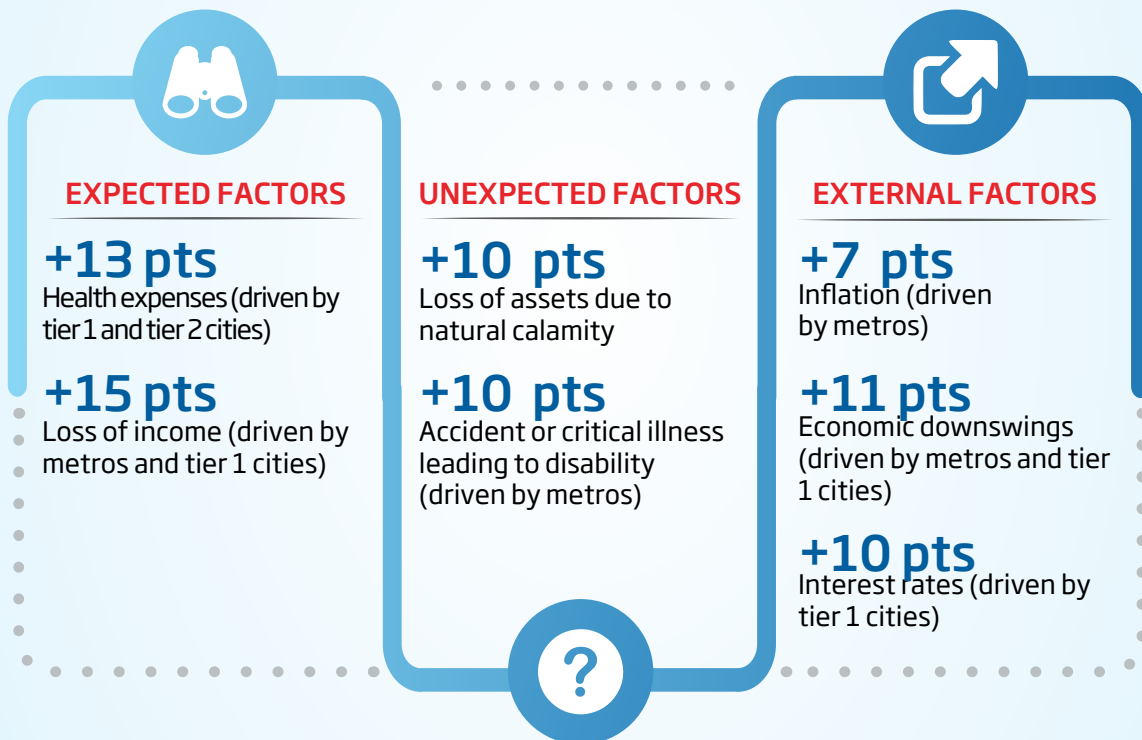 EXPECTED FACTORS
+13 pts
Health expenses (driven by
tier 1 and tier 2 cities)
+15 pts
Loss of income (driven by
metros and tier 1 cities)
UNEXPECTED FACTORS
+10 pts
Loss of assets due to
natural calamity
+10 pts
Accident or critical illness
leading to disability
(driven by metros)
?
EXTERNAL FACTORS
+7 pts
Inflation (driven
by metros)
+11 pts
Economic downswings
(driven by metros and tier
1 cities)
+10 pts
Interest rates (driven by
tier 1 cities)